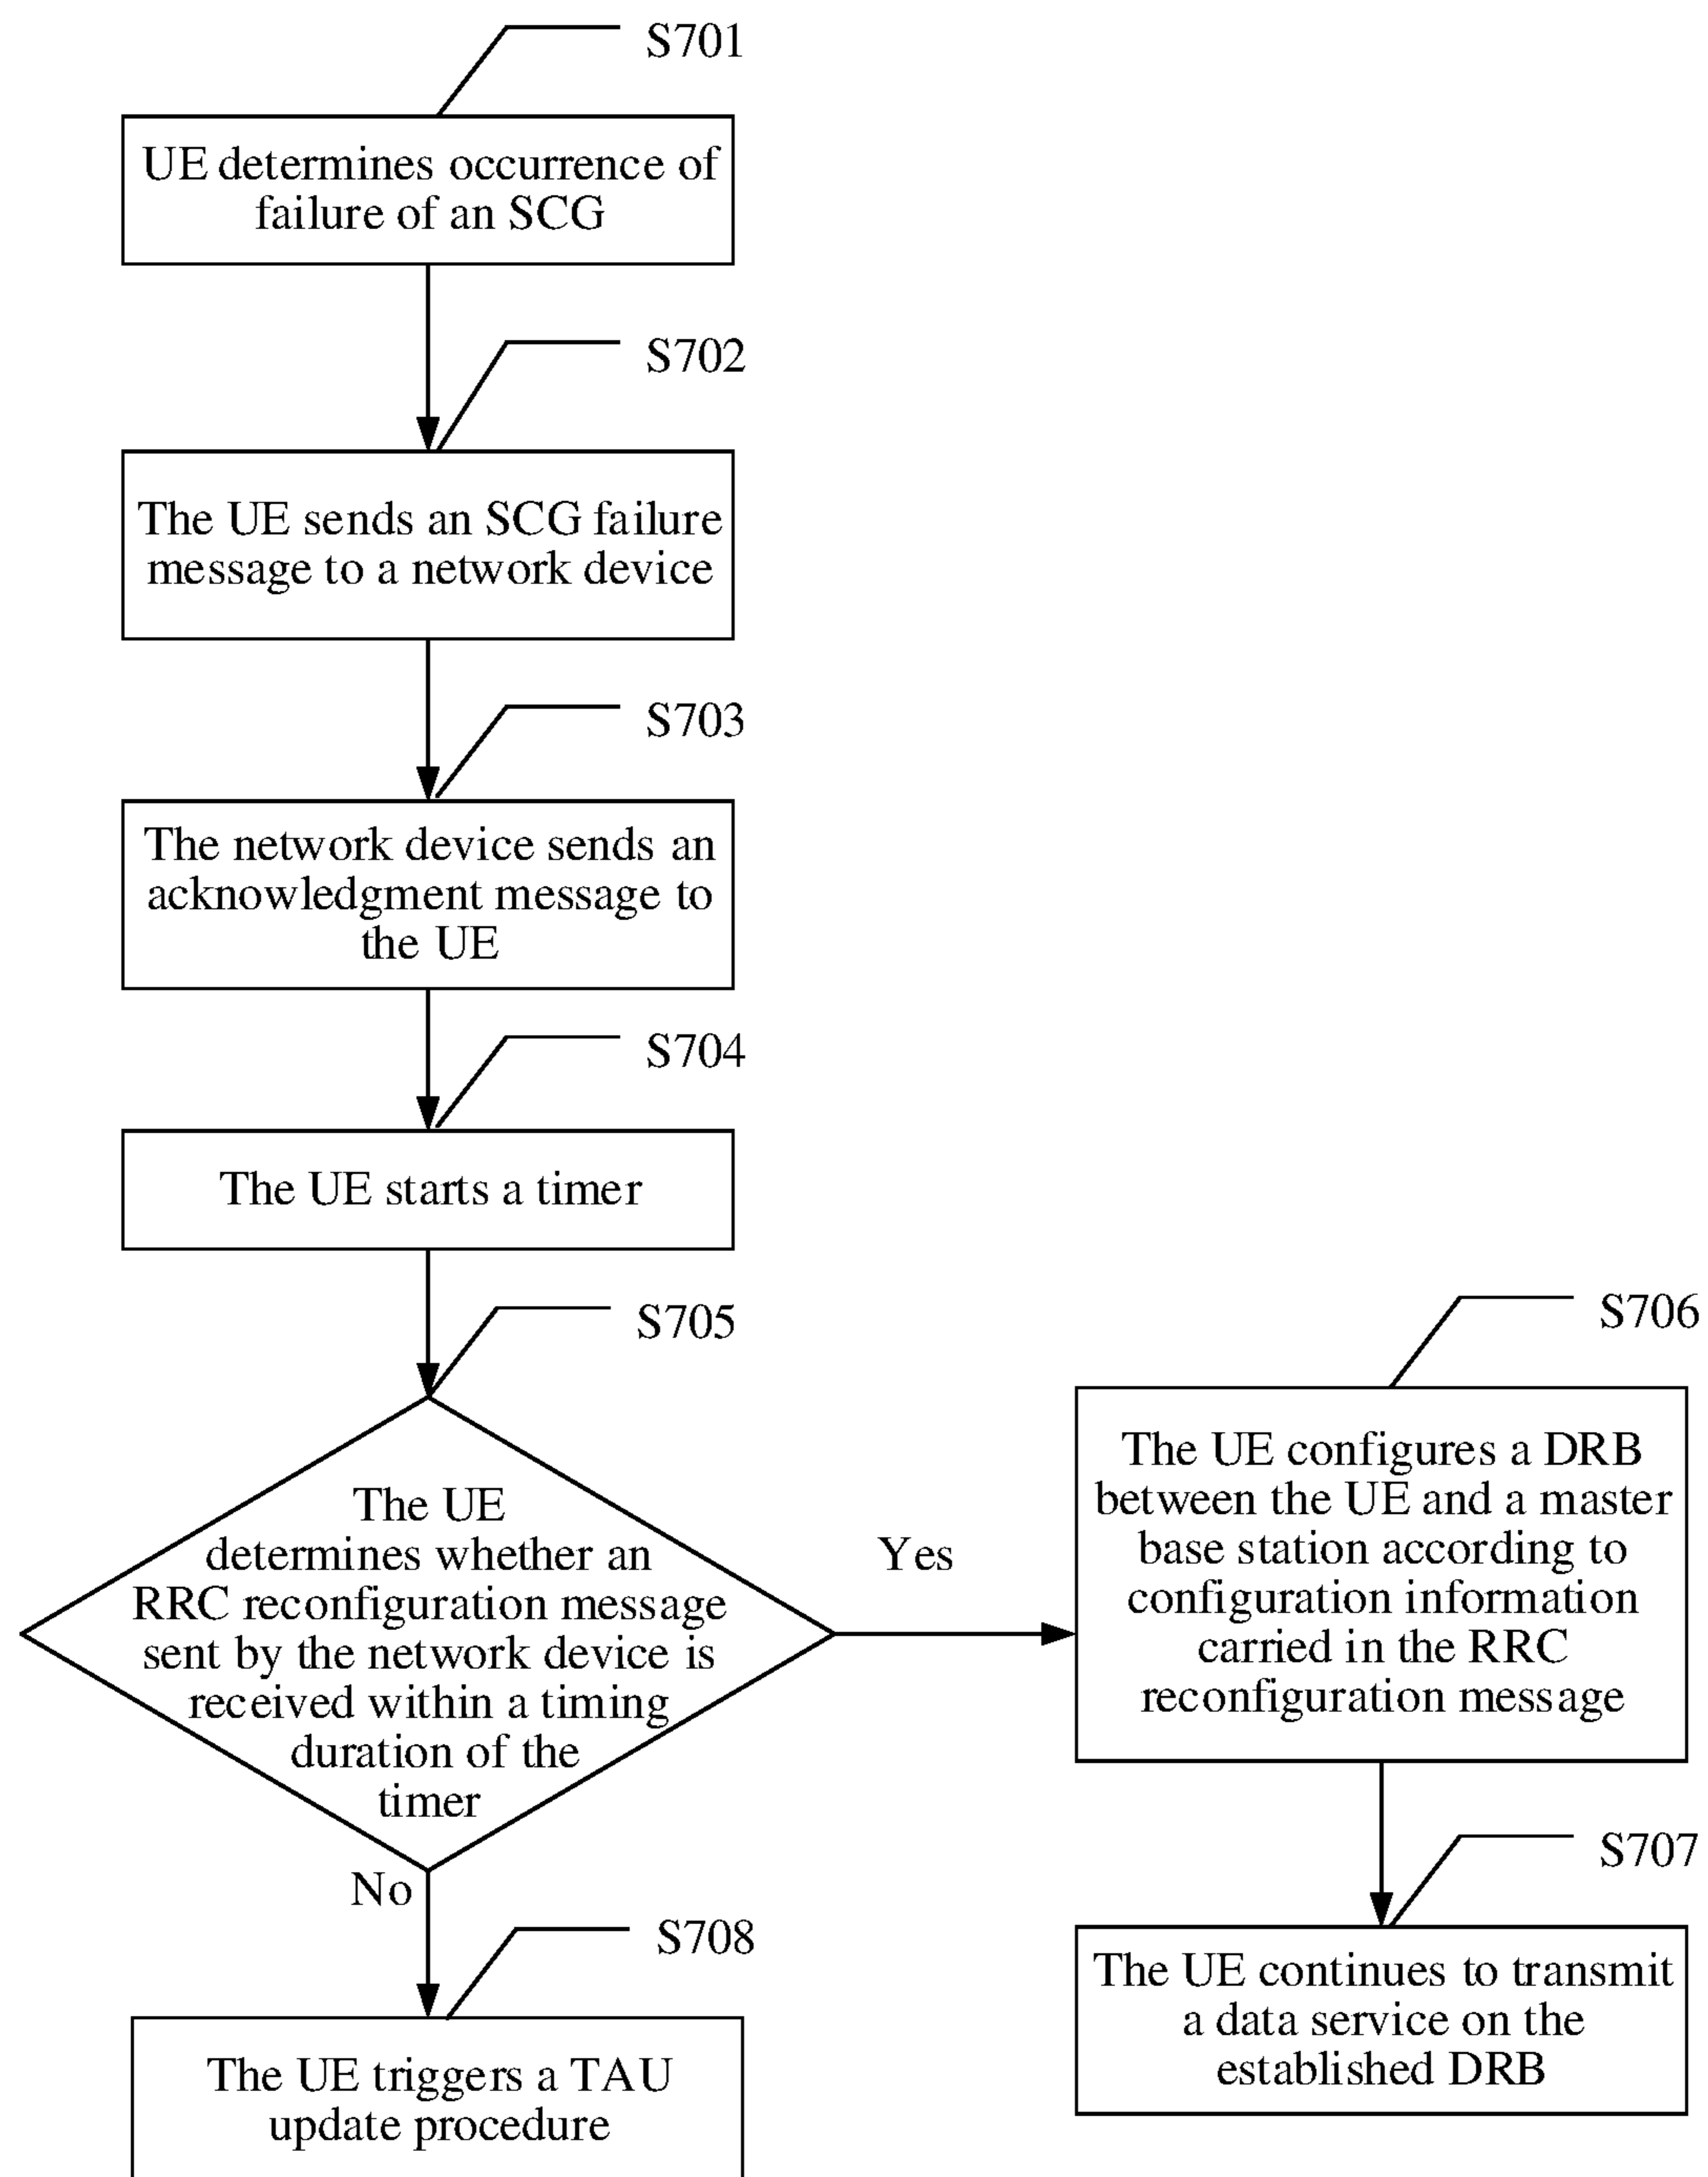 S701
UE determines occurrence of
failure of an SCG
S702
The UE sends an SCG failure
message to a network device
S703
The network device sends an
acknowledgment message to
the UE
S704
The UE starts a timer
S705
The UE
determines whether an
RRC reconfiguration message
sent by the network device is
received within a timing
duration of the
timer
Yes
S706
The UE configures a DRB
between the UE and a master
base station according to
configuration information
carried in the RRC
reconfiguration message
S707
The UE continues to transmit
a data service on the
established DRB
No
S708
The UE triggers a TAU
update procedure